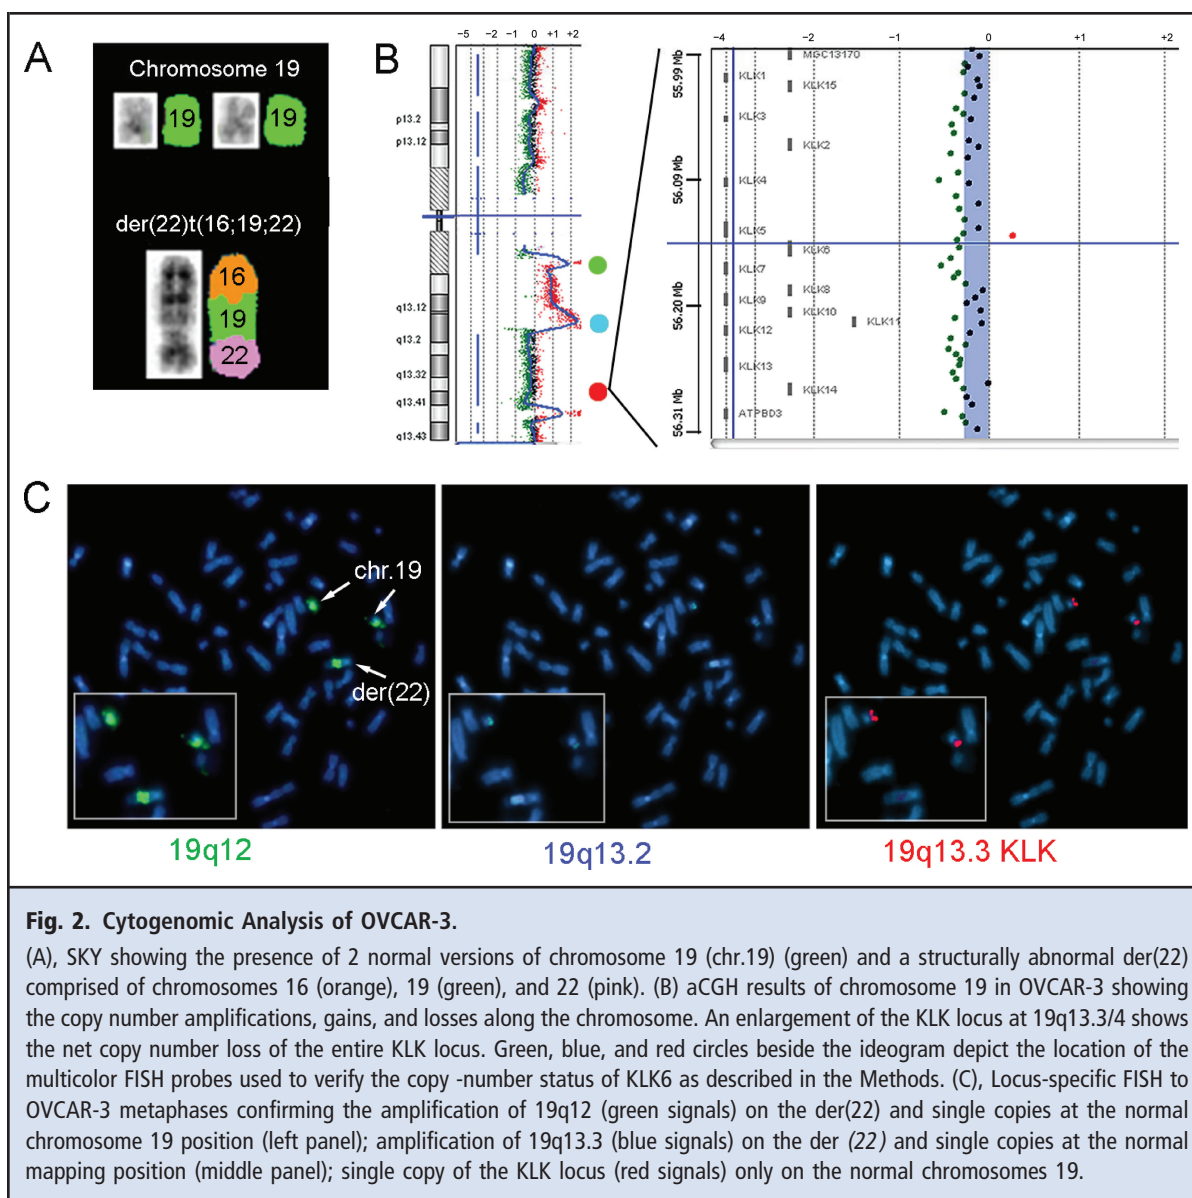 A
Chromosome 19
19
19
der(22)t(16;19;22)
16
19
22
B
−5 −2 −1 0 +1 +2
p13.2
p13.12
q13.12
q13.2
q13.32
q13.41
q13.43
−4 −2 −1 0 +2
55.99 Mb
56.09 Mb
56.20 Mb
56.31 Mb
MGC13170
KLK1
KLK15
KLK3
KLK2
KLK4
KLK5
KLK6
KLK7
KLK8
KLK9
KLK10
KLK11
KLK12
KLK13
KLK14
ATPBD3
C
chr.19
der(22)
19q12
19q13.2
19q13.3 KLK
Fig. 2. Cytogenomic Analysis of OVCAR-3.
(A), SKY showing the presence of 2 normal versions of chromosome 19 (chr.19) (green) and a structurally abnormal der(22)
comprised of chromosomes 16 (orange), 19 (green), and 22 (pink). (B) aCGH results of chromosome 19 in OVCAR-3 showing
the copy number amplifications, gains, and losses along the chromosome. An enlargement of the KLK locus at 19q13.3/4 shows
the net copy number loss of the entire KLK locus. Green, blue, and red circles beside the ideogram depict the location of the
multicolor FISH probes used to verify the copy -number status of KLK6 as described in the Methods. (C), Locus-specific FISH to
OVCAR-3 metaphases confirming the amplification of 19q12 (green signals) on the der(22) and single copies at the normal
chromosome 19 position (left panel); amplification of 19q13.3 (blue signals) on the der (22) and single copies at the normal
mapping position (middle panel); single copy of the KLK locus (red signals) only on the normal chromosomes 19.